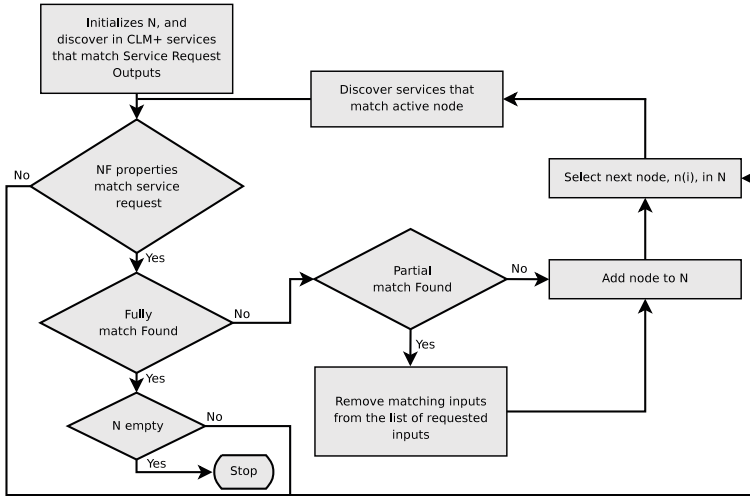 Initializes N, and
discover in CLM+ services
that match Service Request
Outputs
Discover services that
match active node
No
NF properties
match service
request
Select next node, n(i), in N
Yes
Partial
match Found
No
Add node to N
Fully
match Found
No
Yes
Yes
Remove matching inputs
from the list of requested
inputs
N empty
No
Yes
Stop